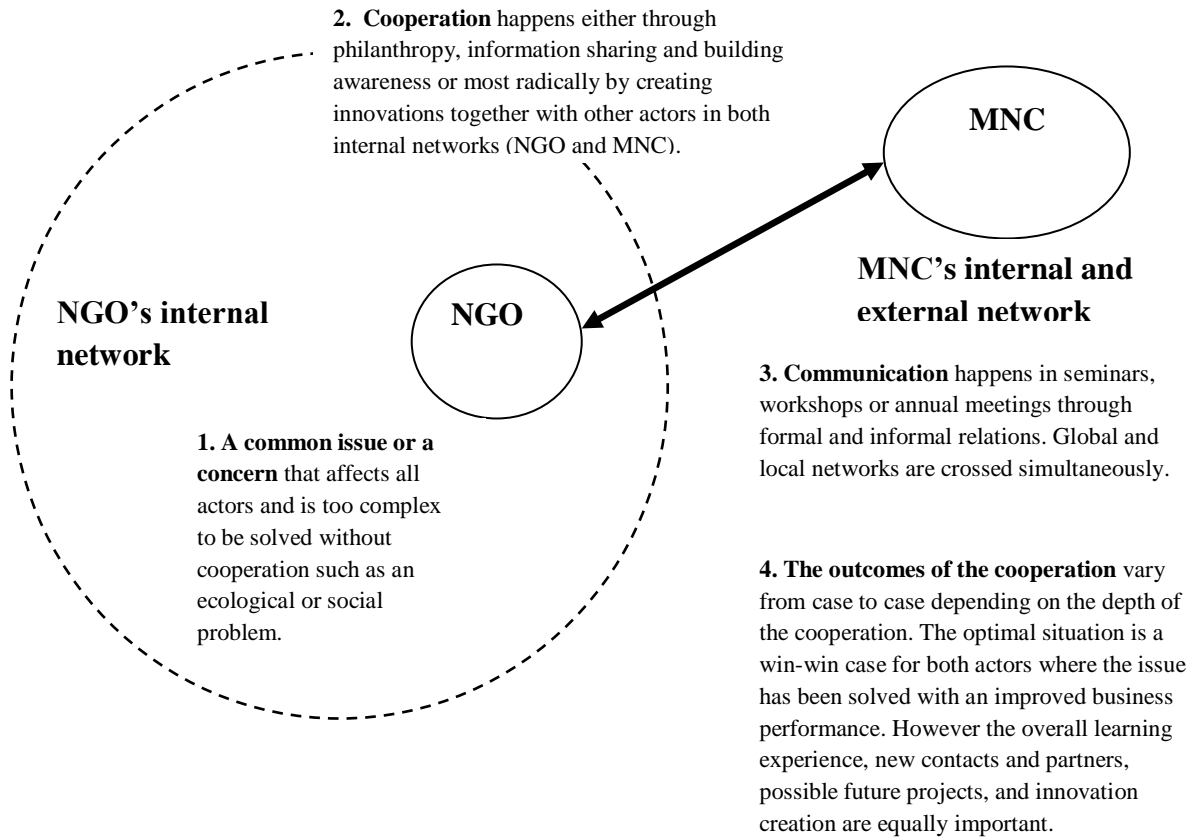 2. Cooperation happens either through
philanthropy, information sharing and building
awareness or most radically by creating
innovations together with other actors in both
internal networks (NGO and MNC).
MNC
MNC’s internal and
external network
NGO’s internal
network
NGO
1. A common issue or a
concern that affects all
actors and is too complex
to be solved without
cooperation such as an
ecological or social
problem.
3. Communication happens in seminars,
workshops or annual meetings through
formal and informal relations. Global and
local networks are crossed simultaneously.
4. The outcomes of the cooperation vary
from case to case depending on the depth of
the cooperation. The optimal situation is a
win-win case for both actors where the issue
has been solved with an improved business
performance. However the overall learning
experience, new contacts and partners,
possible future projects, and innovation
creation are equally important.